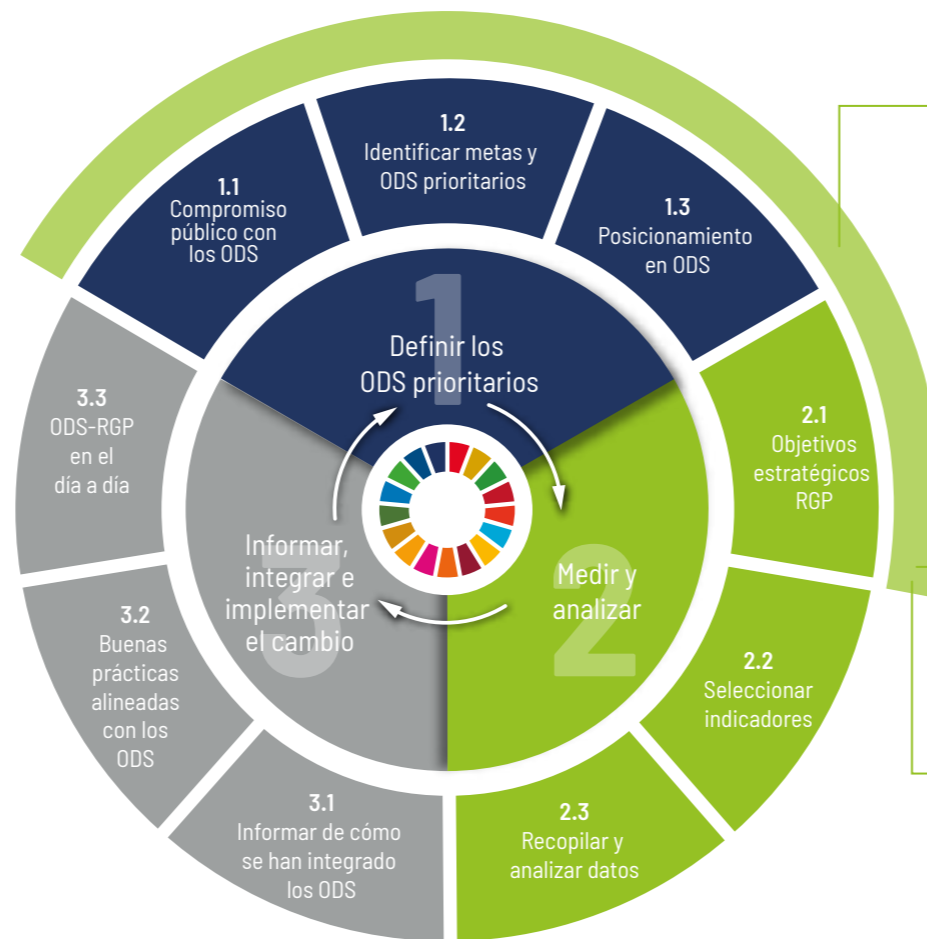 1
Definir los
ODS prioritarios
1.1
Compromiso
público con
los ODS
1.2
Identificar metas y
ODS prioritarios
1.3
Posicionamiento
en ODS
2
Medir y
analizar
2.1
Objetivos
estratégicos
RGP
2.2
Seleccionar
indicadores
2.3
Recopilar y
analizar datos
3
Informar,
integrar e
implementar
el cambio
3.1
Informar de cómo
se han integrado
los ODS
3.2
Buenas
prácticas
alineadas
con los
ODS
3.3
ODS-RGP
en el
día a día